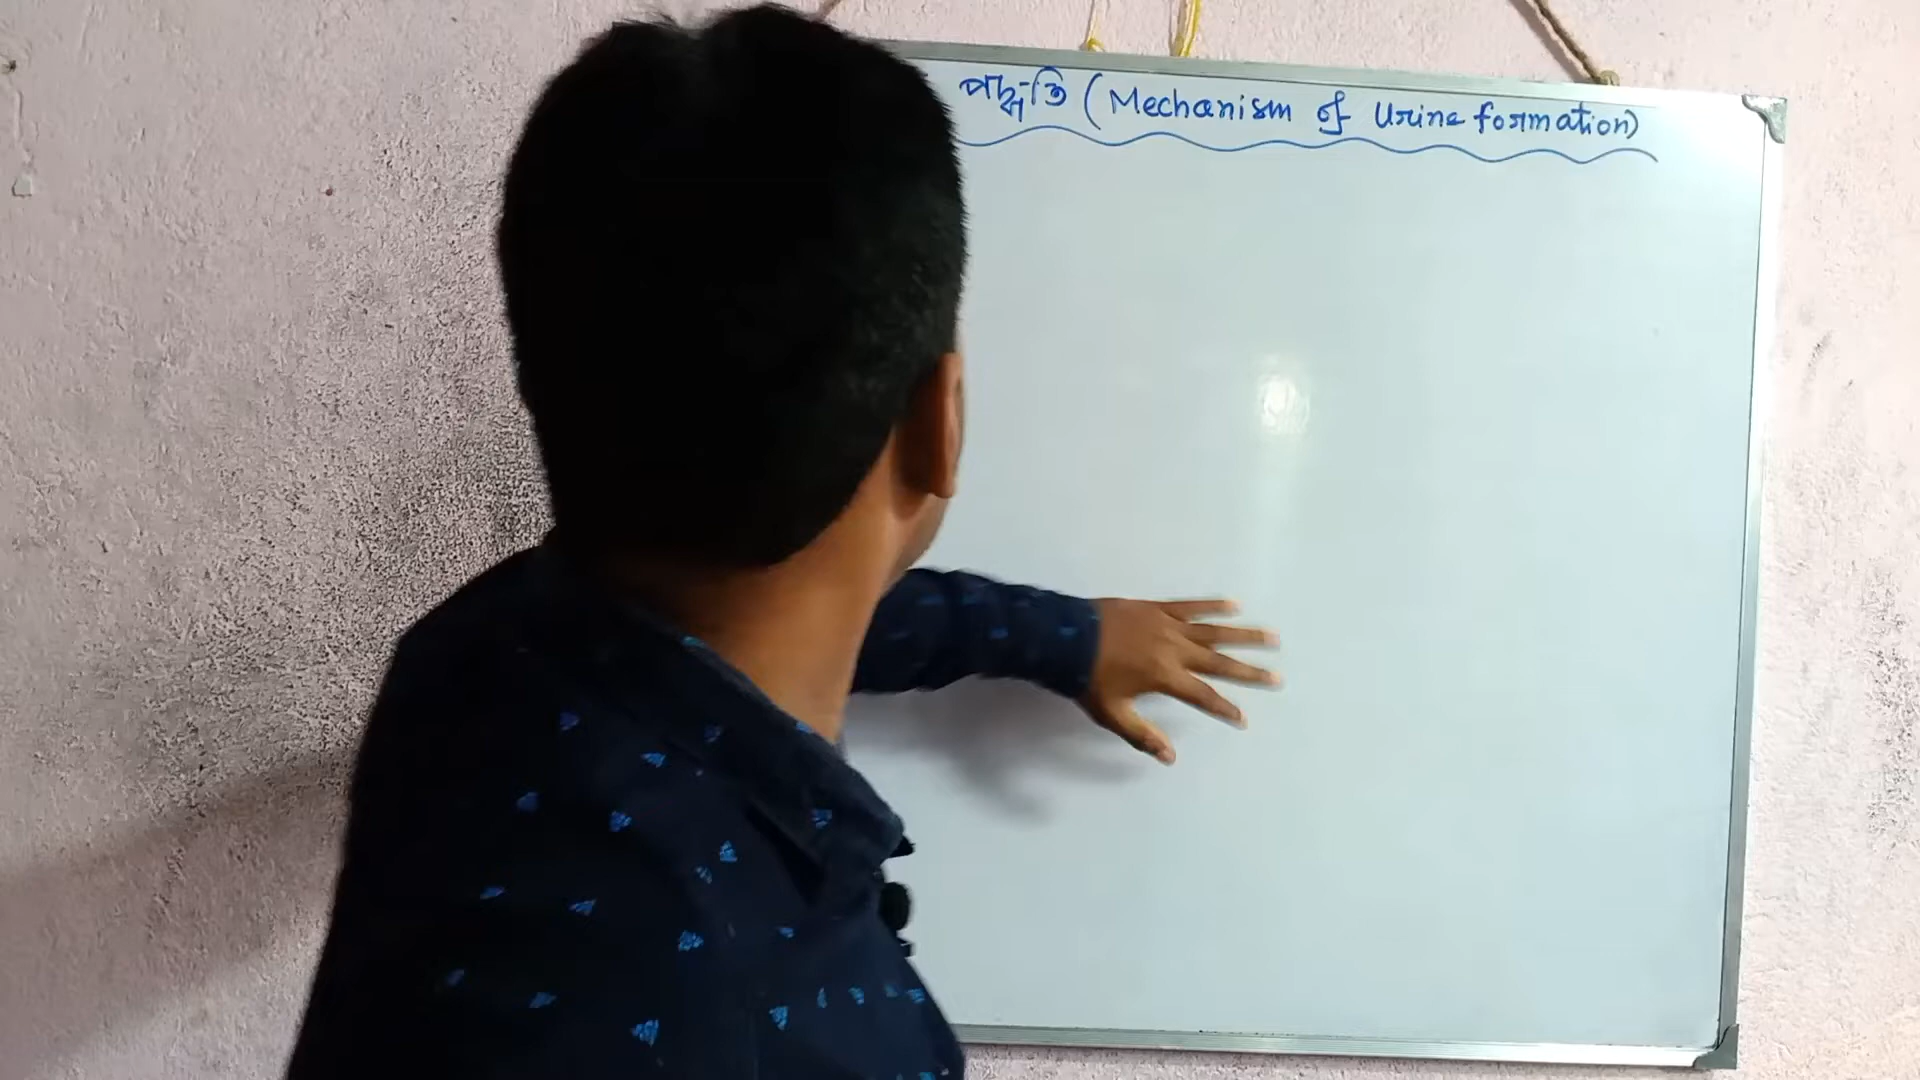 পদ্ধতি (Mechanism of Urine formation)